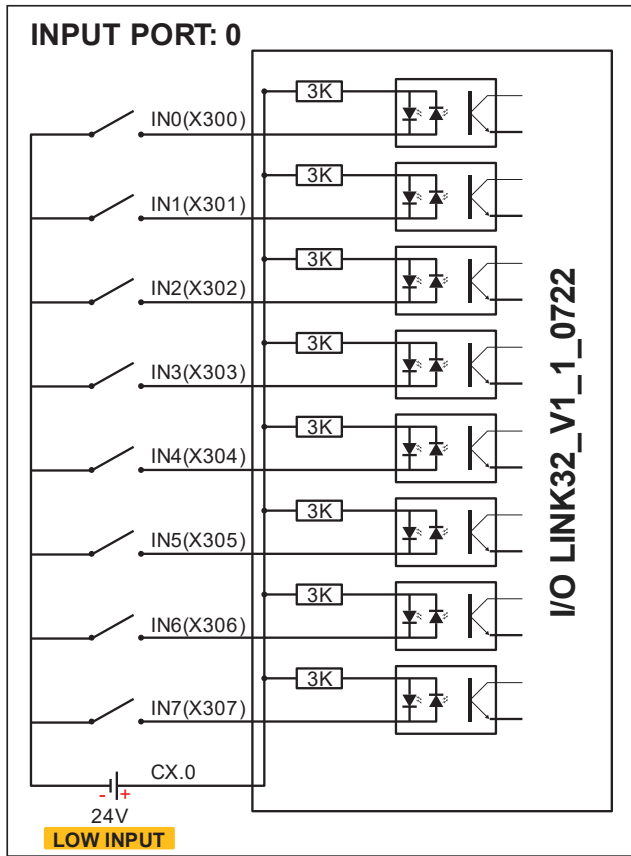 INPUT PORT: 0
3K
IN0(X300)
3K
IN1(X301)
3K
IN2(X302)
3K
IN3(X303)
3K
IN4(X304)
3K
IN5(X305)
3K
IN6(X306)
3K
IN7(X307)
I/O LINK32_V1_1_0722
CX.0
- +
24V
LOW INPUT